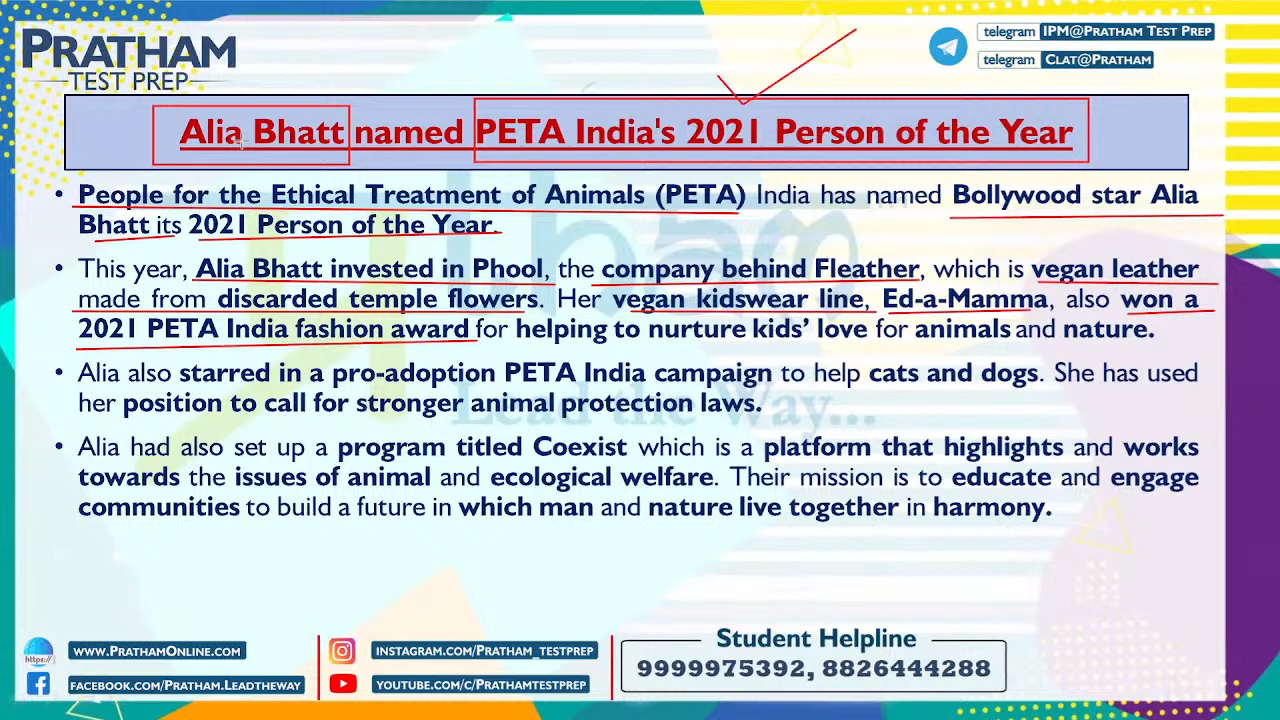 PRATHAM
TEST PREP
telegram IPM@PRATHAM TEST PREP
telegram CLAT@PRATHAM
Alia Bhatt named PETA India's 2021 Person of the Year
• People for the Ethical Treatment of Animals (PETA) India has named Bollywood star Alia
Bhatt its 2021 Person of the Year.
• This year, Alia Bhatt invested in Phool, the company behind Fleather, which is vegan leather
made from discarded temple flowers. Her vegan kidswear line, Ed-a-Mamma, also won a
2021 PETA India fashion award for helping to nurture kids’ love for animals and nature.
• Alia also starred in a pro-adoption PETA India campaign to help cats and dogs. She has used
her position to call for stronger animal protection laws.
Lead the Way...
• Alia had also set up a program titled Coexist which is a platform that highlights and works
towards the issues of animal and ecological welfare. Their mission is to educate and engage
communities to build a future in which man and nature live together in harmony.
https://
WWW.PRATHAMONLINE.COM
FACEBOOK.COM/PRATHAM.LEADTHEWAY
INSTAGRAM.COM/PRATHAM_TESTPREP
YOUTUBE.COM/C/PRATHAMTESTPREP
Student Helpline
9999975392, 8826444288